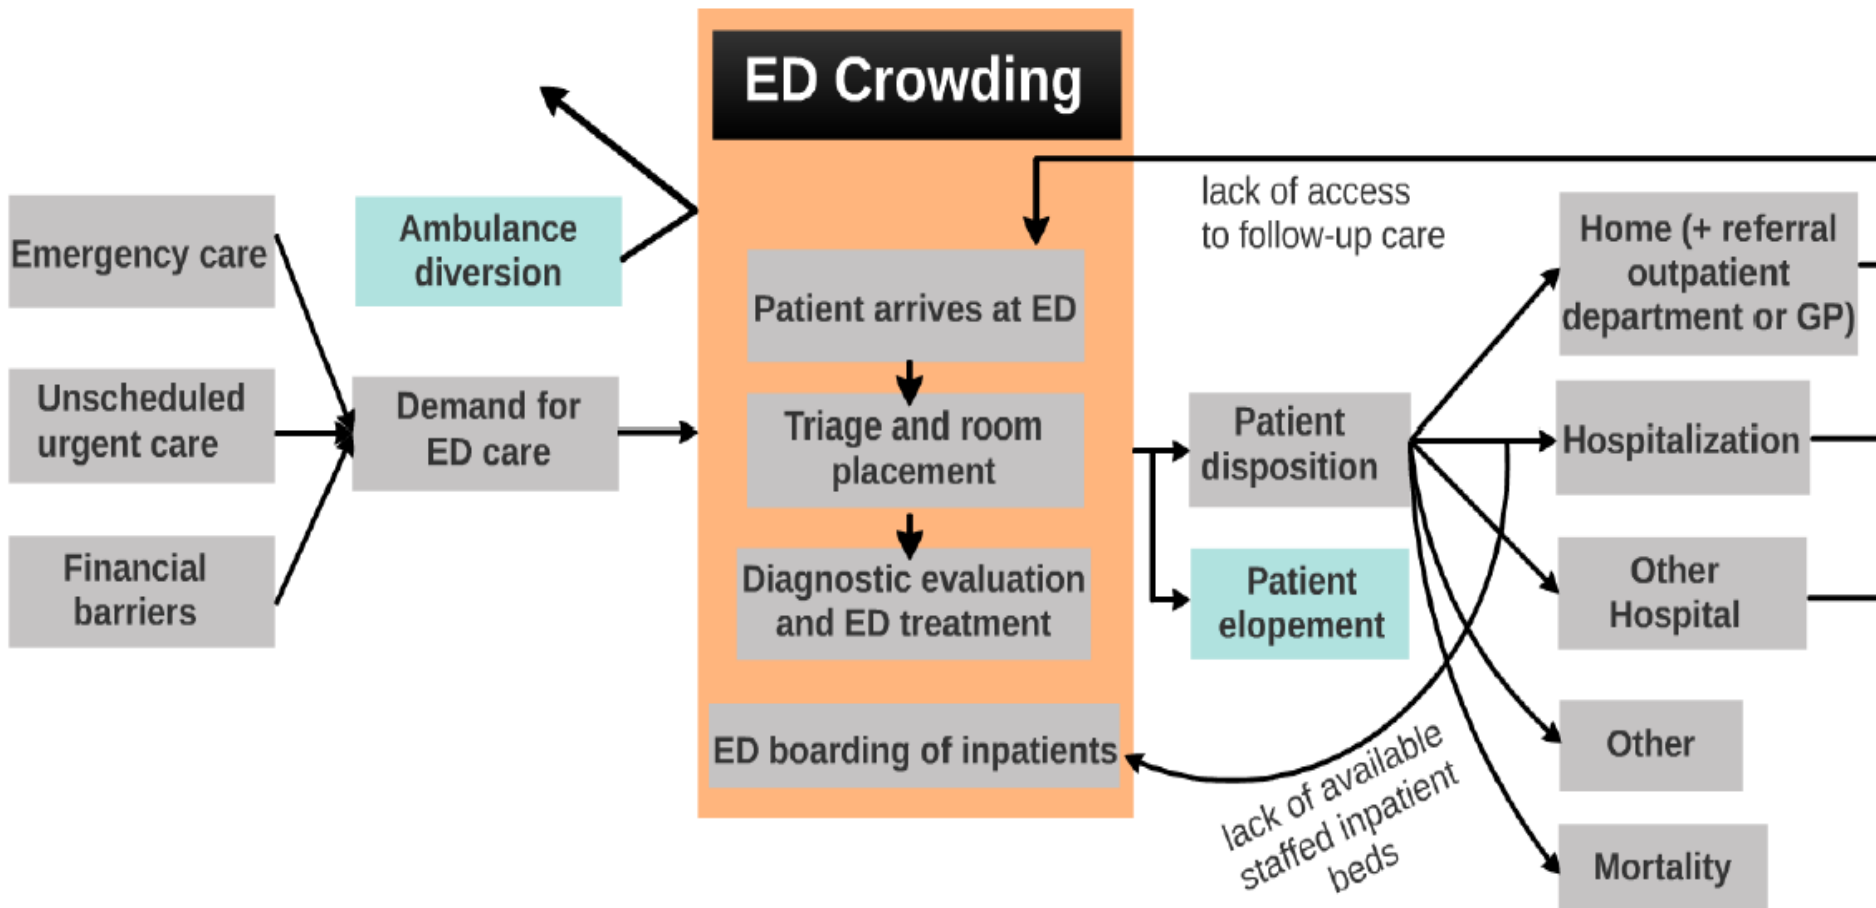 ED Crowding
Emergency care
Unscheduled
urgent care
Financial
barriers
Ambulance
diversion
Demand for
ED care
Patient arrives at ED
Triage and room
placement
Diagnostic evaluation
and ED treatment
ED boarding of inpatients
lack of access
to follow-up care
Patient
disposition
Patient
elopement
lack of available
staffed inpatient
beds
Home (+ referral
outpatient
department or GP)
Hospitalization
Other
Hospital
Other
Mortality